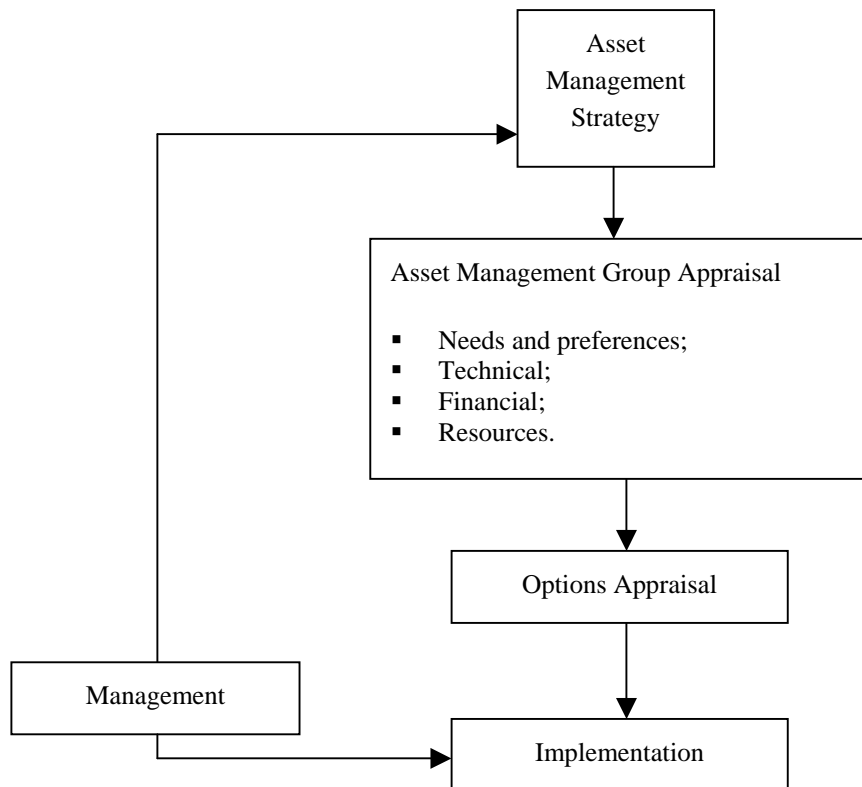 Asset
Management
Strategy
Asset Management Group Appraisal
▪ Needs and preferences;
▪ Technical;
▪ Financial;
▪ Resources.
Options Appraisal
Management
Implementation